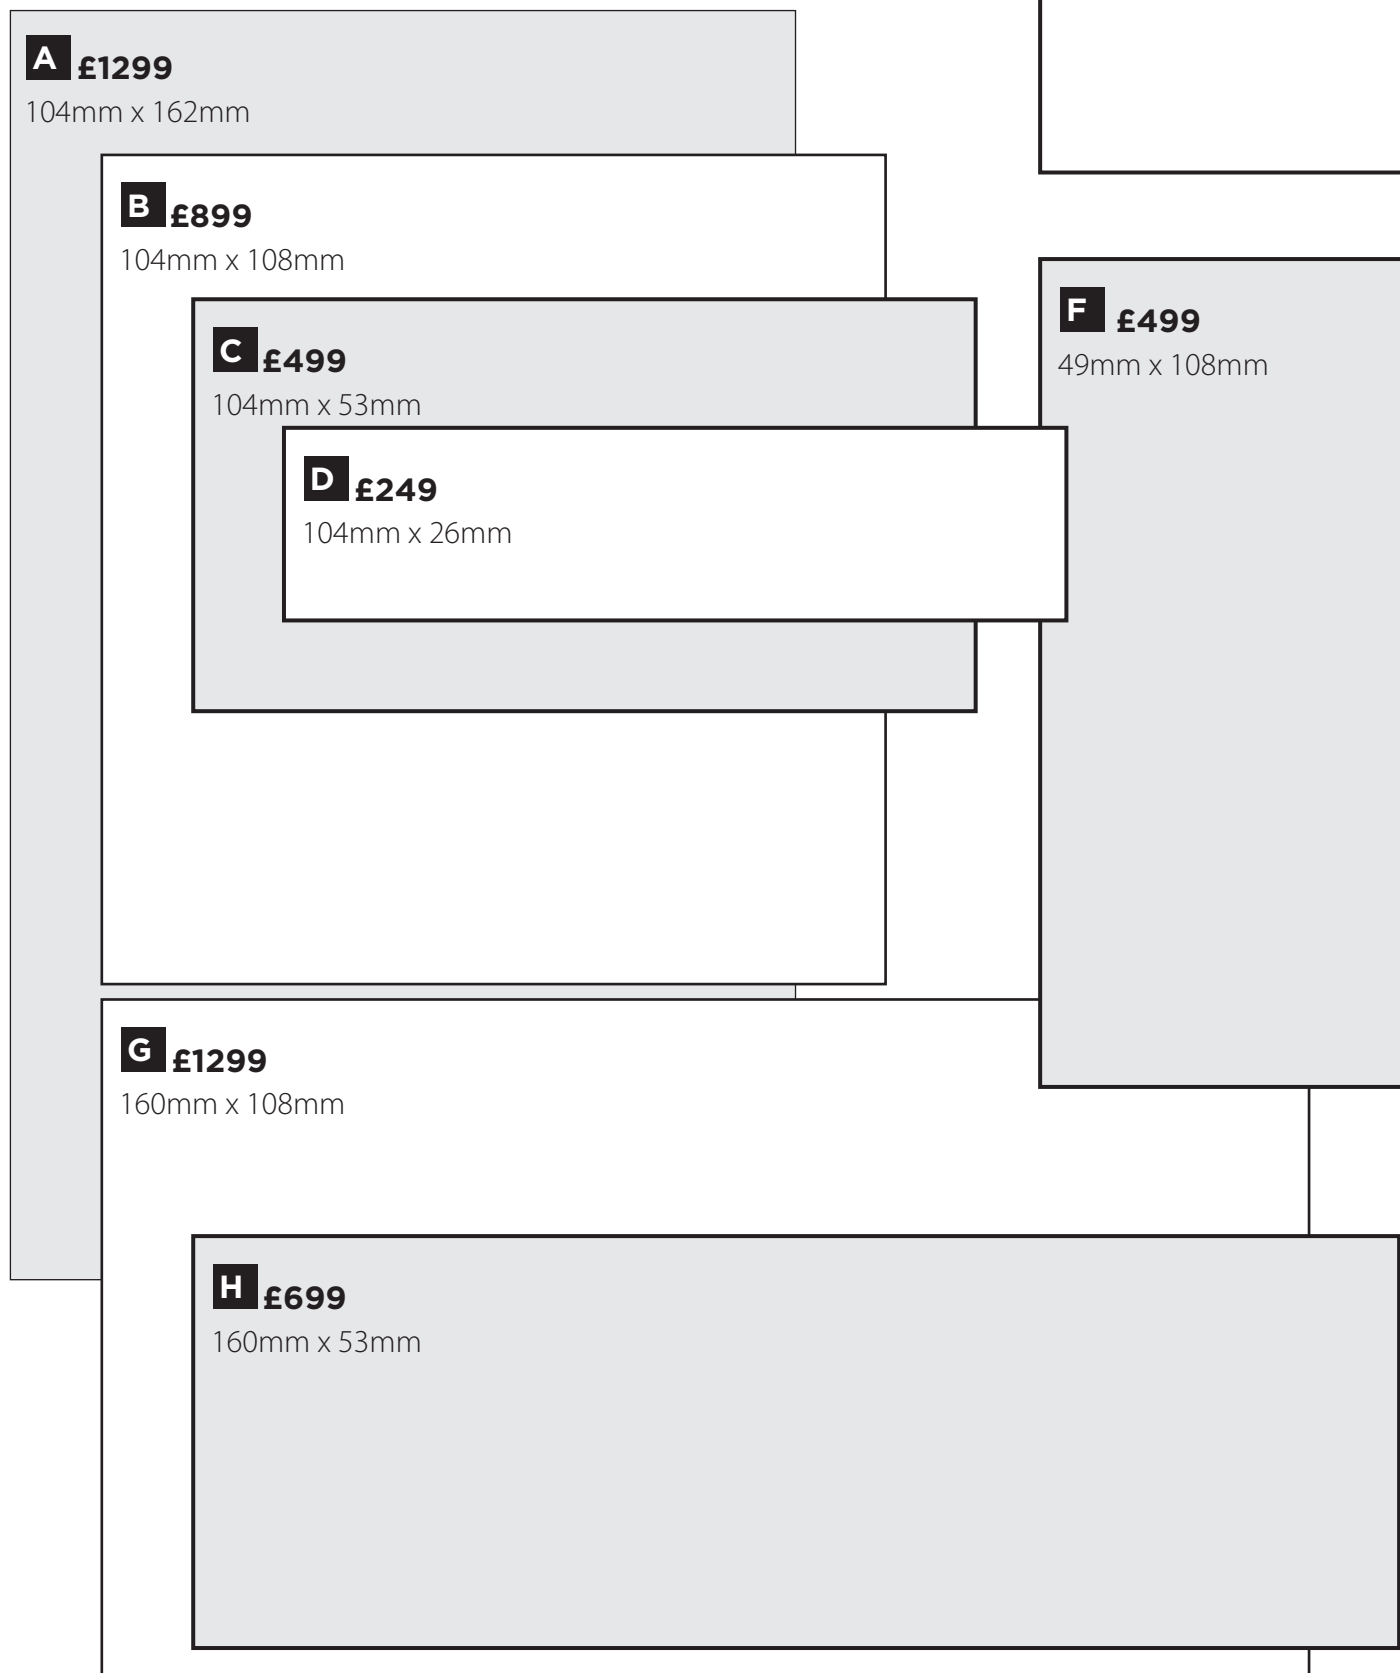 A £1299
104mm x 162mm
B £899
104mm x 108mm
C £499
104mm x 53mm
D £249
104mm x 26mm
F £499
49mm x 108mm
G £1299
160mm x 108mm
H £699
160mm x 53mm